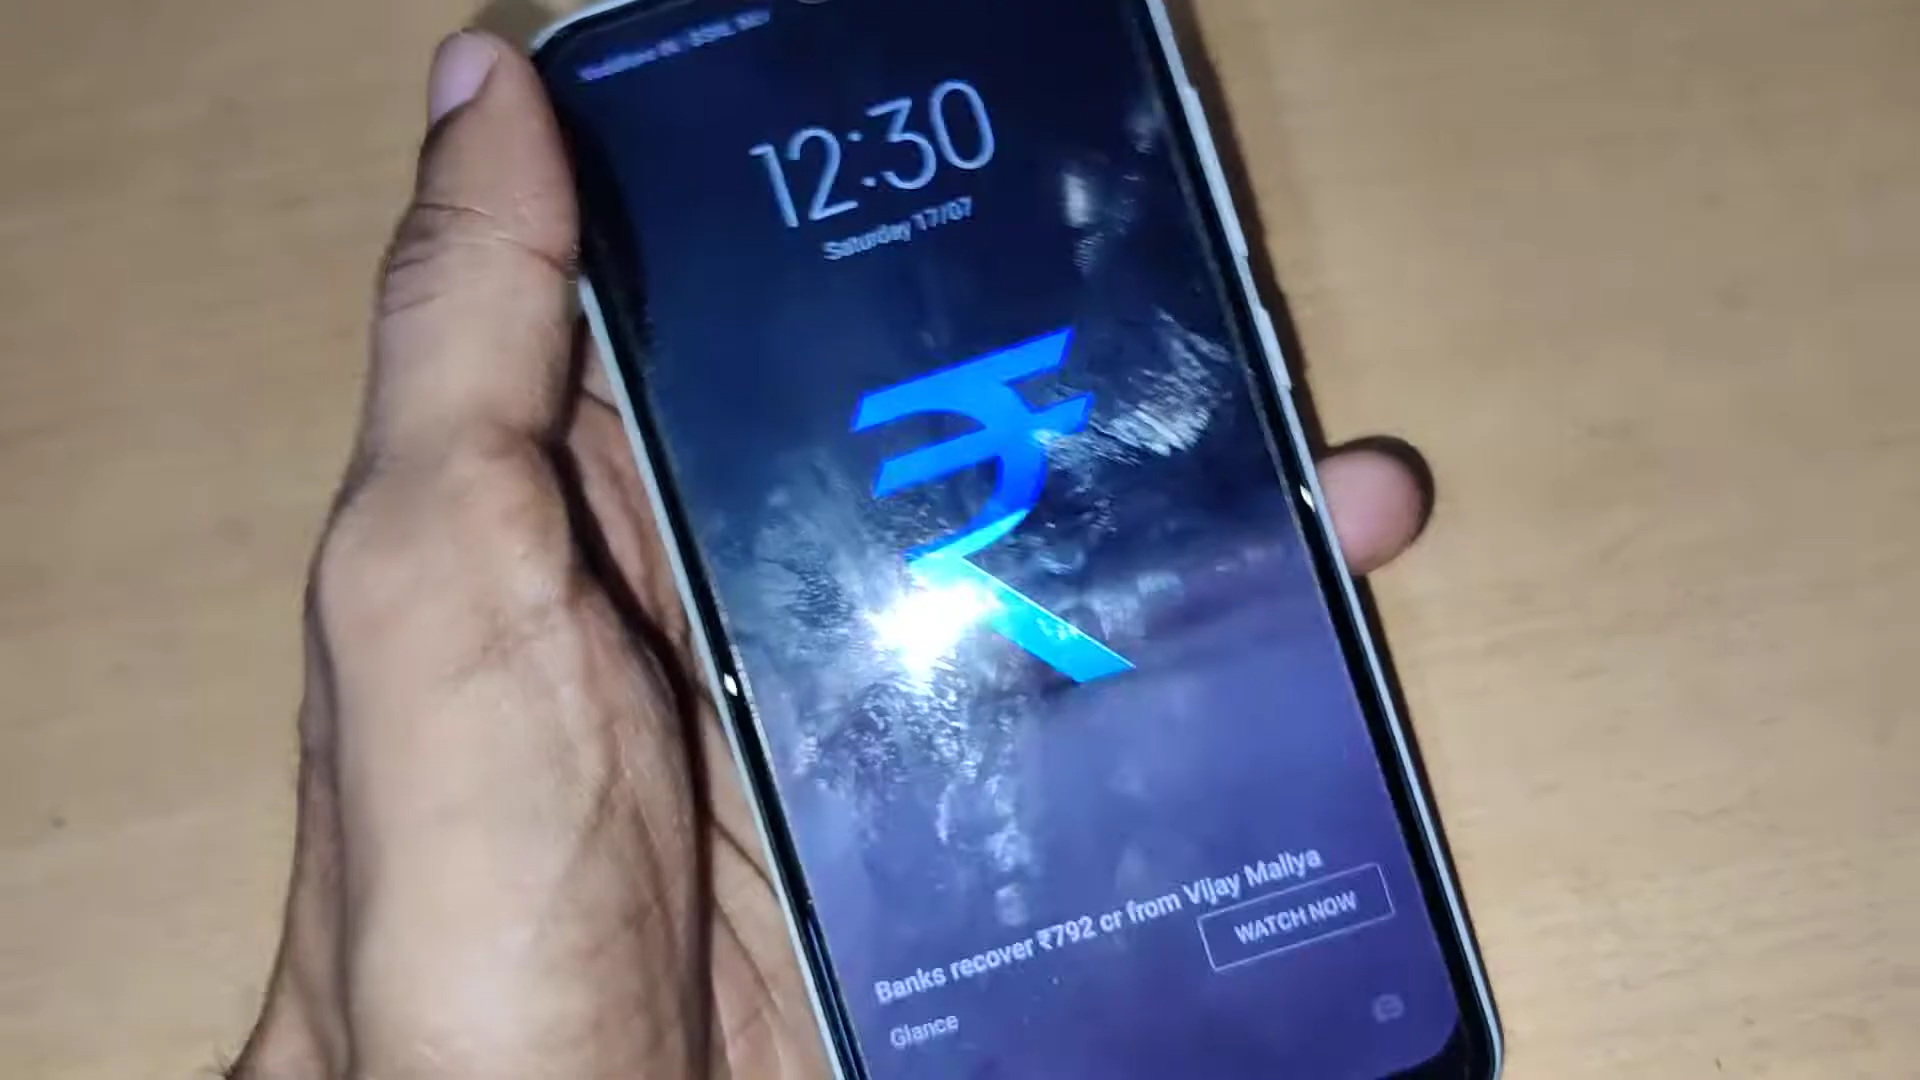 12:30
Saturday 17/07
₹
Banks recover ₹792 cr from Vijay Mallya
WATCH NOW
Glance